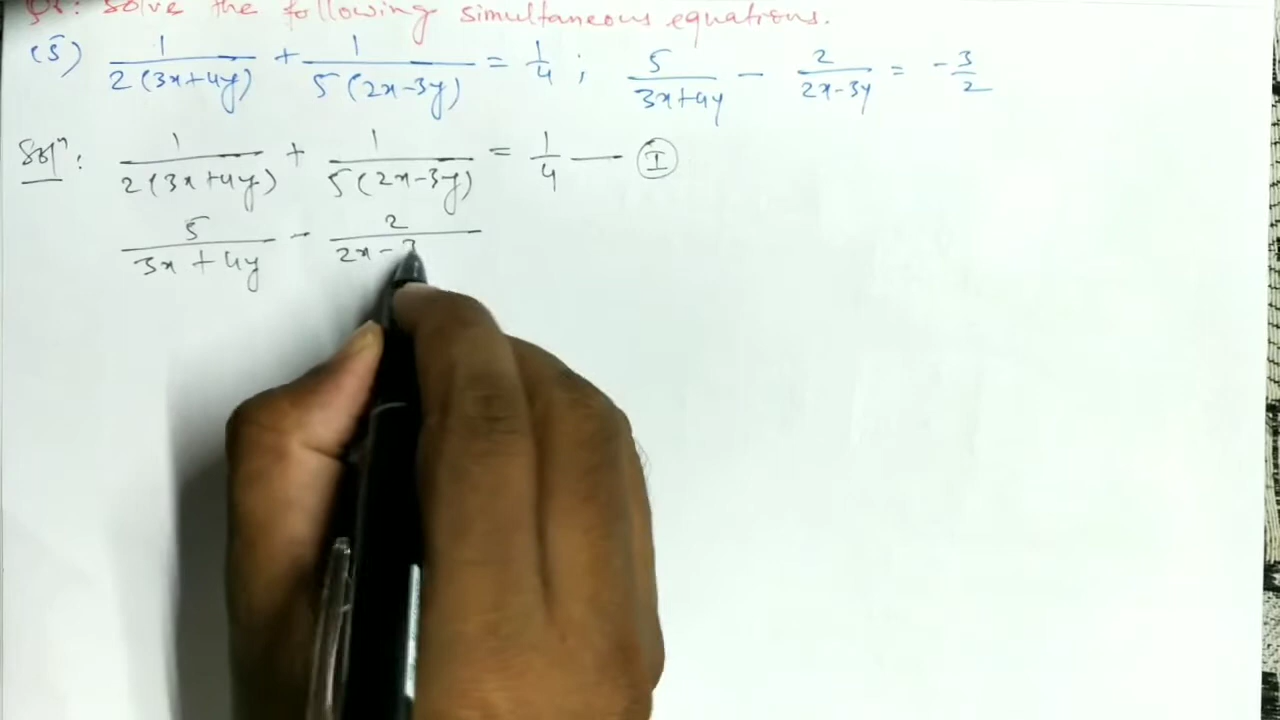 Q2: Solve the following simultaneous equations.
(5) 1/2(3x+4y) + 1/5(2x-3y) = 1/4 ; 5/3x+4y - 2/2x-3y = -3/2
Solⁿ: 1/2(3x+4y) + 1/5(2x-3y) = 1/4 — I
5/3x+4y - 2/2x-3